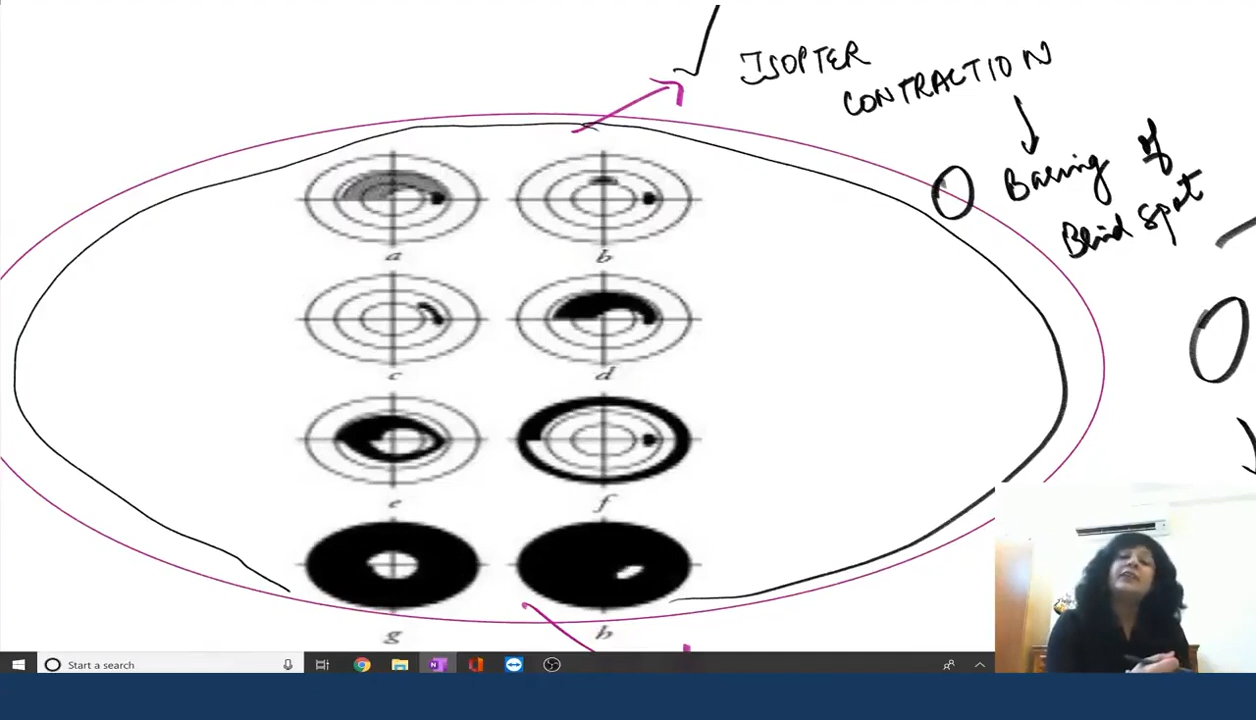 ISOPTER
CONTRACTION
Baring of
Blind Spot
a
b
c
d
e
f
g
h
Start a search